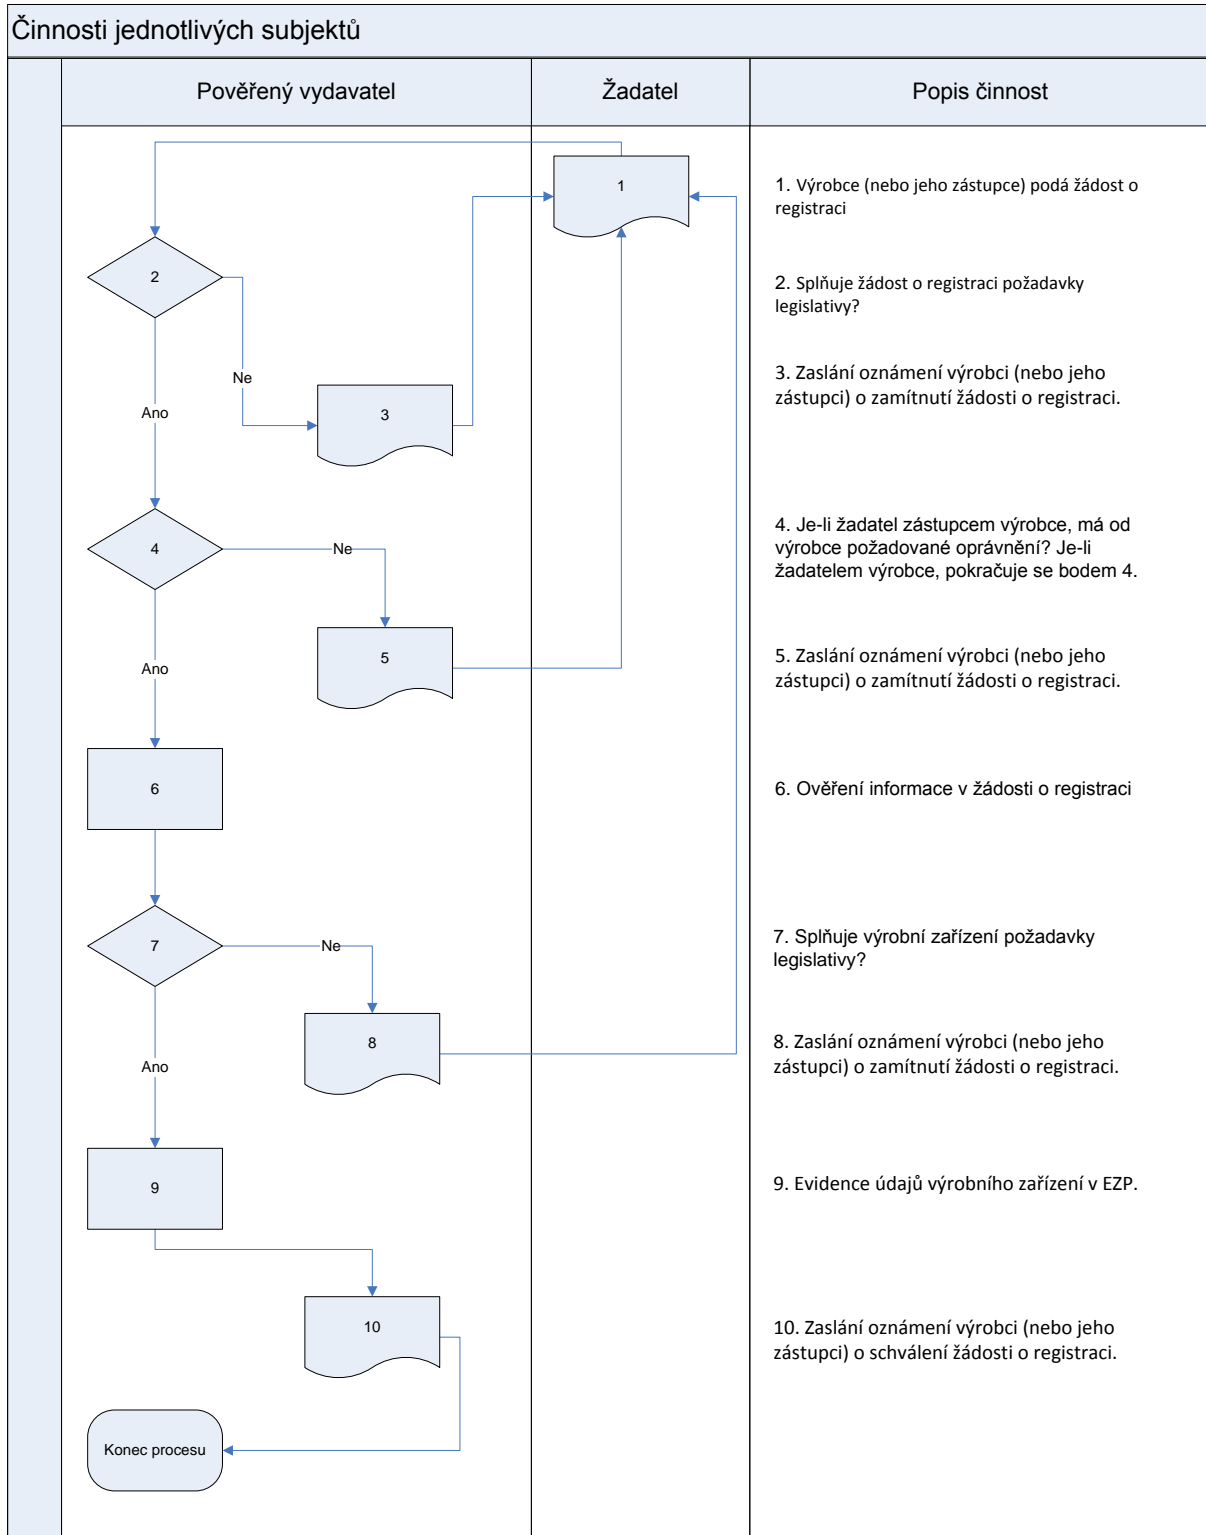 Činnosti jednotlivých subjektů
Pověřený vydavatel
Žadatel
Popis činnost
1
1. Výrobce (nebo jeho zástupce) podá žádost o
registraci
2
2. Splňuje žádost o registraci požadavky
legislativy?
Ne
3. Zaslání oznámení výrobci (nebo jeho
zástupci) o zamítnutí žádosti o registraci.
Ano
3
4
Ne
4. Je-li žadatel zástupcem výrobce, má od
výrobce požadované oprávnění? Je-li
žadatelem výrobce, pokračuje se bodem 4.
Ano
5
5. Zaslání oznámení výrobci (nebo jeho
zástupci) o zamítnutí žádosti o registraci.
6
6. Ověření informace v žádosti o registraci
7
Ne
7. Splňuje výrobní zařízení požadavky
legislativy?
8
8. Zaslání oznámení výrobci (nebo jeho
zástupci) o zamítnutí žádosti o registraci.
Ano
9
9. Evidence údajů výrobního zařízení v EZP.
10
10. Zaslání oznámení výrobci (nebo jeho
zástupci) o schválení žádosti o registraci.
Konec procesu